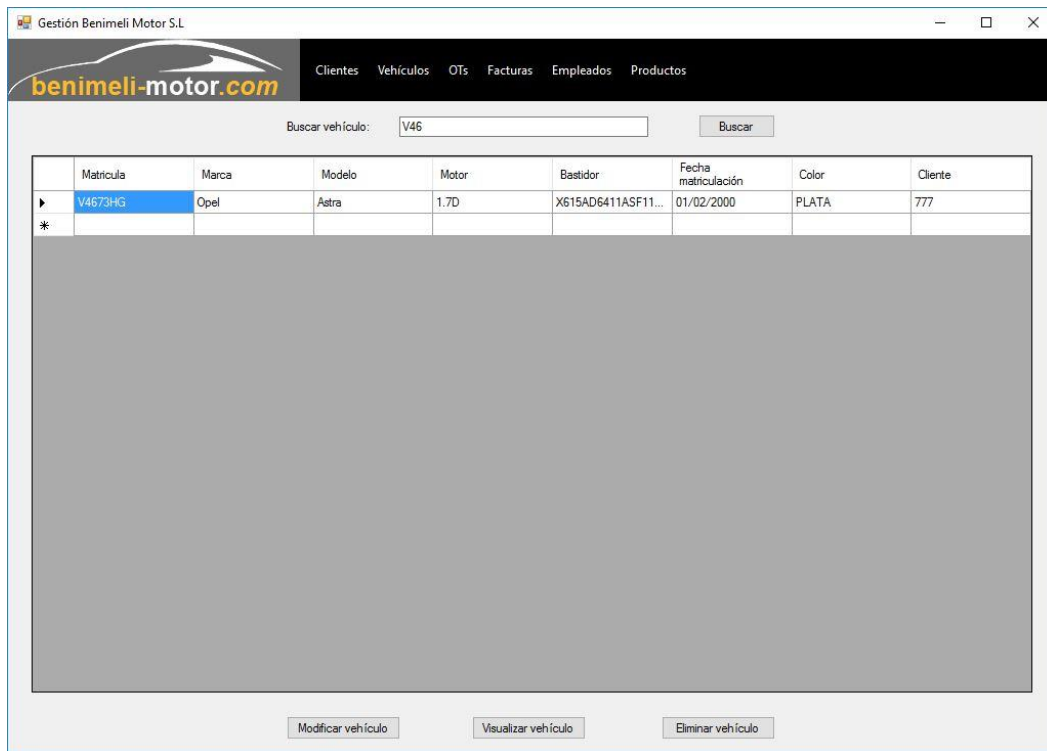 Gestión Benimeli Motor S.L
benimeli-motor.com
Clientes Vehículos OTs Facturas Empleados Productos
Buscar vehículo: V46 Buscar
Matricula Marca Modelo Motor Bastidor Fecha matriculación Color Cliente
V4673HG Opel Astra 1.7D X615AD6411ASF11... 01/02/2000 PLATA 777
Modificar vehículo Visualizar vehículo Eliminar vehículo